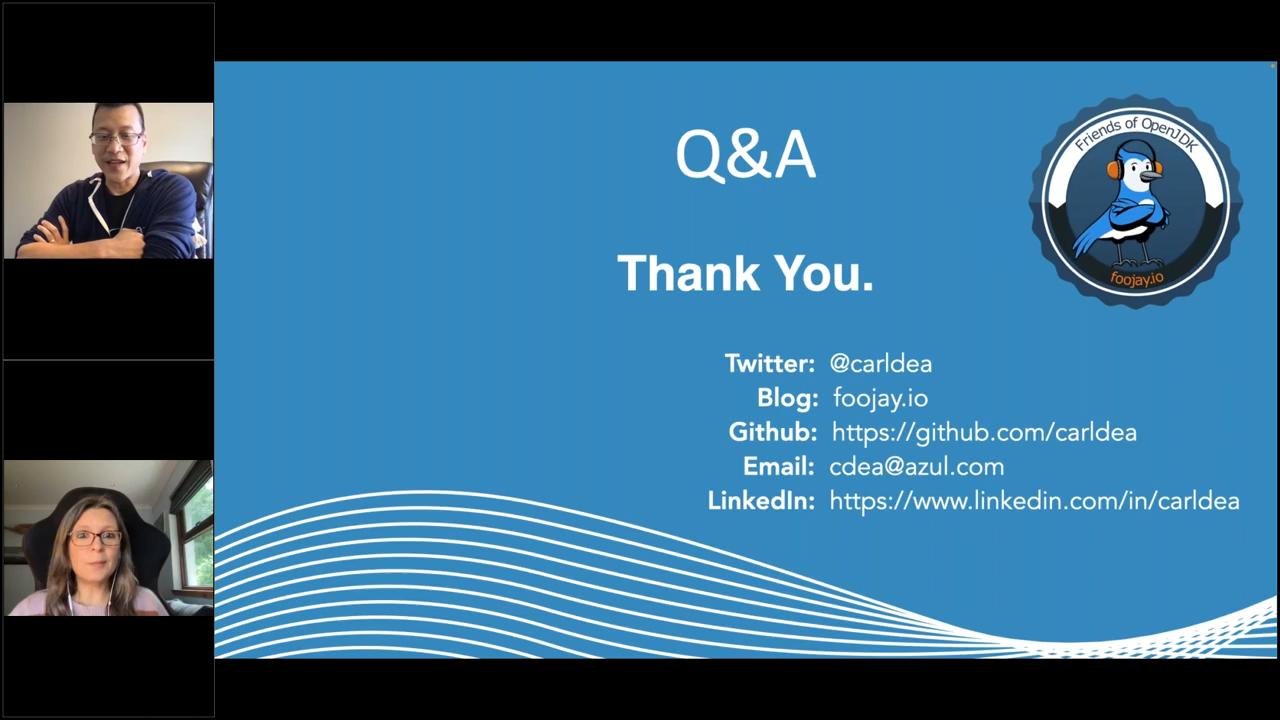 Q&A
Friends of OpenJDK
foojay.io
Thank You.
Twitter: @carldea
Blog: foojay.io
Github: https://github.com/carldea
Email: cdea@azul.com
LinkedIn: https://www.linkedin.com/in/carldea